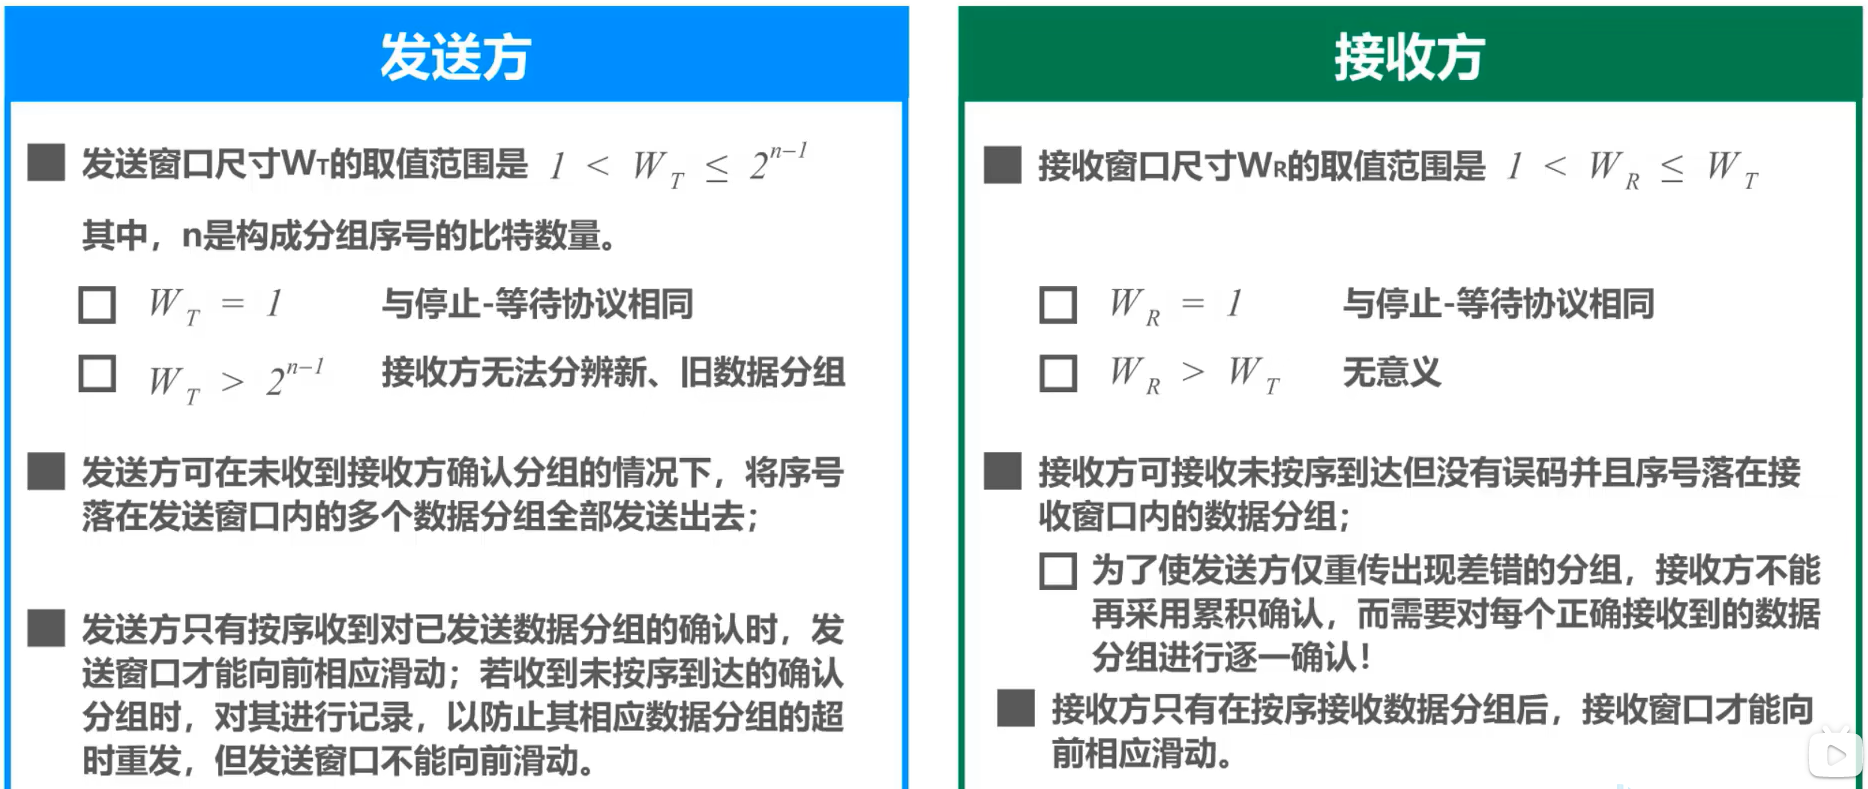 发送方
发送窗口尺寸WT的取值范围是 1 < W_T ≤ 2^{n-1}
其中，n是构成分组序号的比特数量。
W_T = 1 与停止-等待协议相同
W_T > 2^{n-1} 接收方无法分辨新、旧数据分组
发送方可在未收到接收方确认分组的情况下，将序号
落在发送窗口内的多个数据分组全部发送出去；
发送方只有按序收到对已发送数据分组的确认时，发
送窗口才能向前相应滑动；若收到未按序到达的确认
分组时，对其进行记录，以防止其相应数据分组的超
时重发，但发送窗口不能向前滑动。
接收方
接收窗口尺寸WR的取值范围是 1 < W_R ≤ W_T
W_R = 1 与停止-等待协议相同
W_R > W_T 无意义
接收方可接收未按序到达但没有误码并且序号落在接
收窗口内的数据分组；
为了使发送方仅重传出现差错的分组，接收方不能
再采用累积确认，而需要对每个正确接收到的数据
分组进行逐一确认！
接收方只有在按序接收数据分组后，接收窗口才能向
前相应滑动。